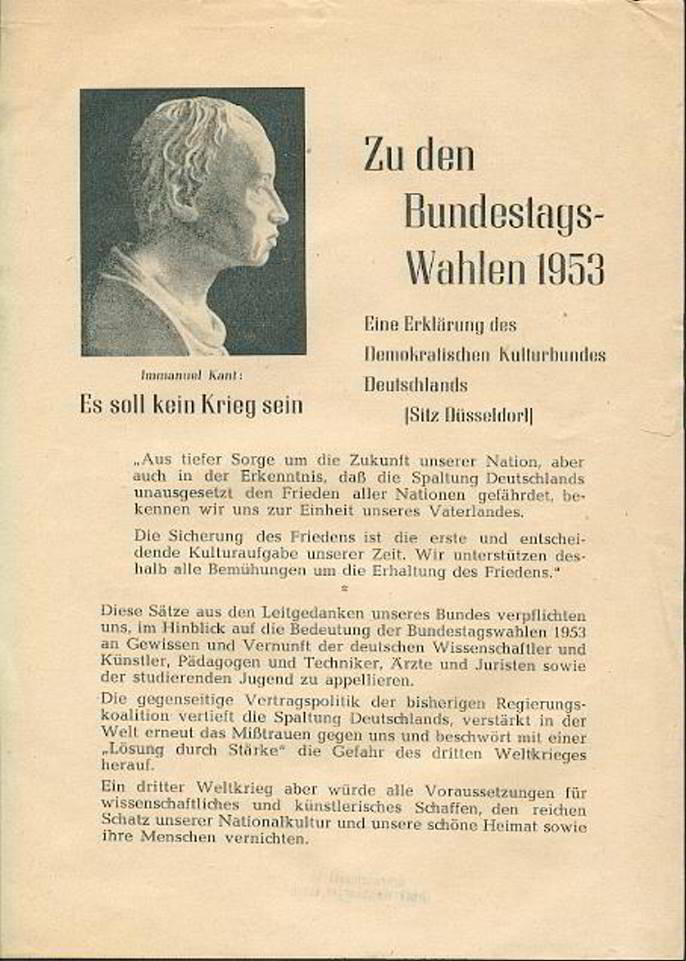 Zu den
Bundestags-
Wahlen 1953
Eine Erklärung des
Demokratischen Kulturbundes
Deutschlands
(Sitz Düsseldorf)
Immanuel Kant:
Es soll kein Krieg sein
„Aus tiefer Sorge um die Zukunft unserer Nation, aber
auch in der Erkenntnis, daß die Spaltung Deutschlands
unausgesetzt den Frieden aller Nationen gefährdet, be-
kennen wir uns zur Einheit unseres Vaterlandes.
Die Sicherung des Friedens ist die erste und entschei-
dende Kulturaufgabe unserer Zeit. Wir unterstützen des-
halb alle Bemühungen um die Erhaltung des Friedens.“
*
Diese Sätze aus den Leitgedanken unseres Bundes verpflichten
uns, im Hinblick auf die Bedeutung der Bundestagswahlen 1953
an Gewissen und Vernunft der deutschen Wissenschaftler und
Künstler, Pädagogen und Techniker, Ärzte und Juristen sowie
der studierenden Jugend zu appellieren.
Die gegenseitige Vertragspolitik der bisherigen Regierungs-
koalition vertieft die Spaltung Deutschlands, verstärkt in der
Welt erneut das Mißtrauen gegen uns und beschwört mit einer
„Lösung durch Stärke“ die Gefahr des dritten Weltkrieges
herauf.
Ein dritter Weltkrieg aber würde alle Voraussetzungen für
wissenschaftliches und künstlerisches Schaffen, den reichen
Schatz unserer Nationalkultur und unsere schöne Heimat sowie
ihre Menschen vernichten.